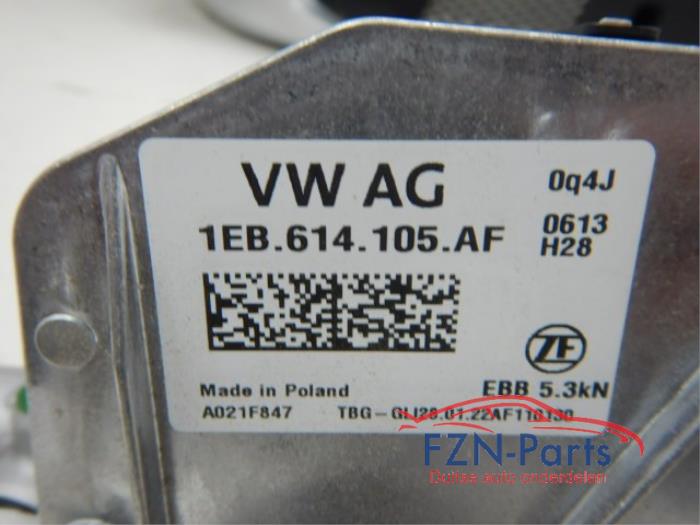 VW AG 0q4J
1EB.614.105.AF 0613
H28
ZF
Made in Poland EBB 5.3kN
A021F847
FZN-Parts
Duitse auto onderdelen